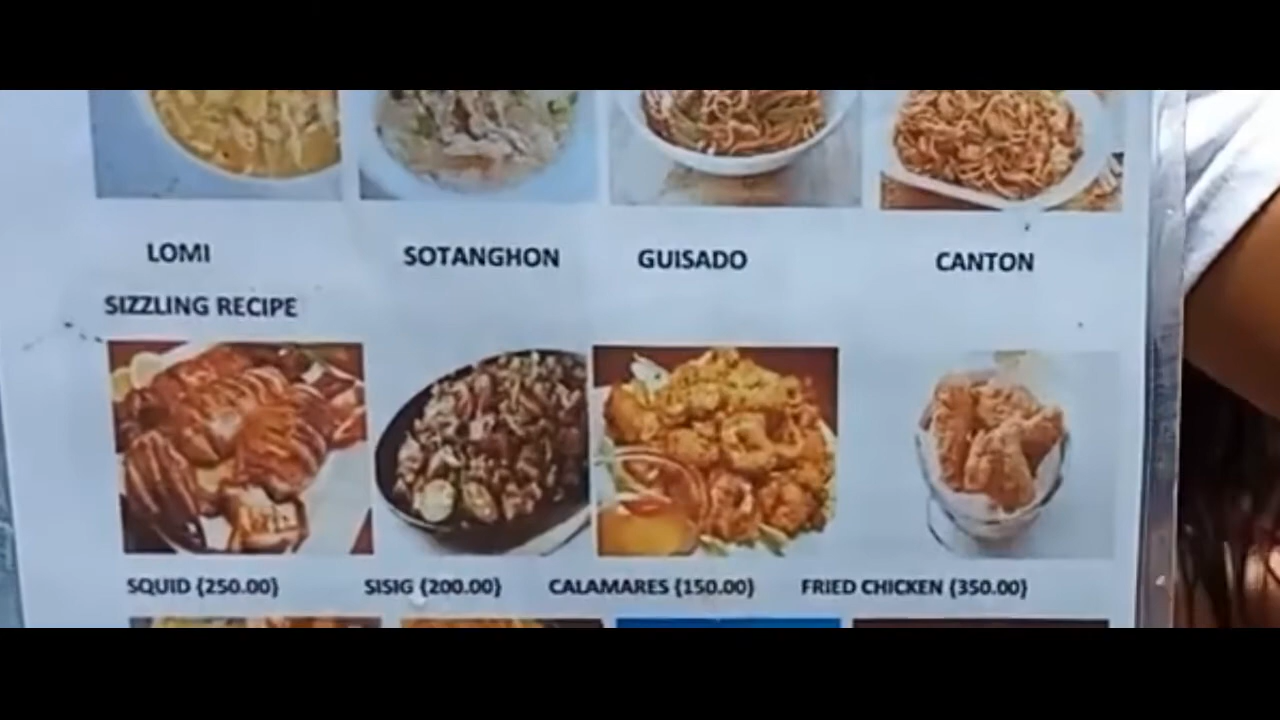 LOMI SOTANGHON GUISADO CANTON
SIZZLING RECIPE
SQUID {250.00} SISIG {200.00} CALAMARES {150.00} FRIED CHICKEN {350.00}